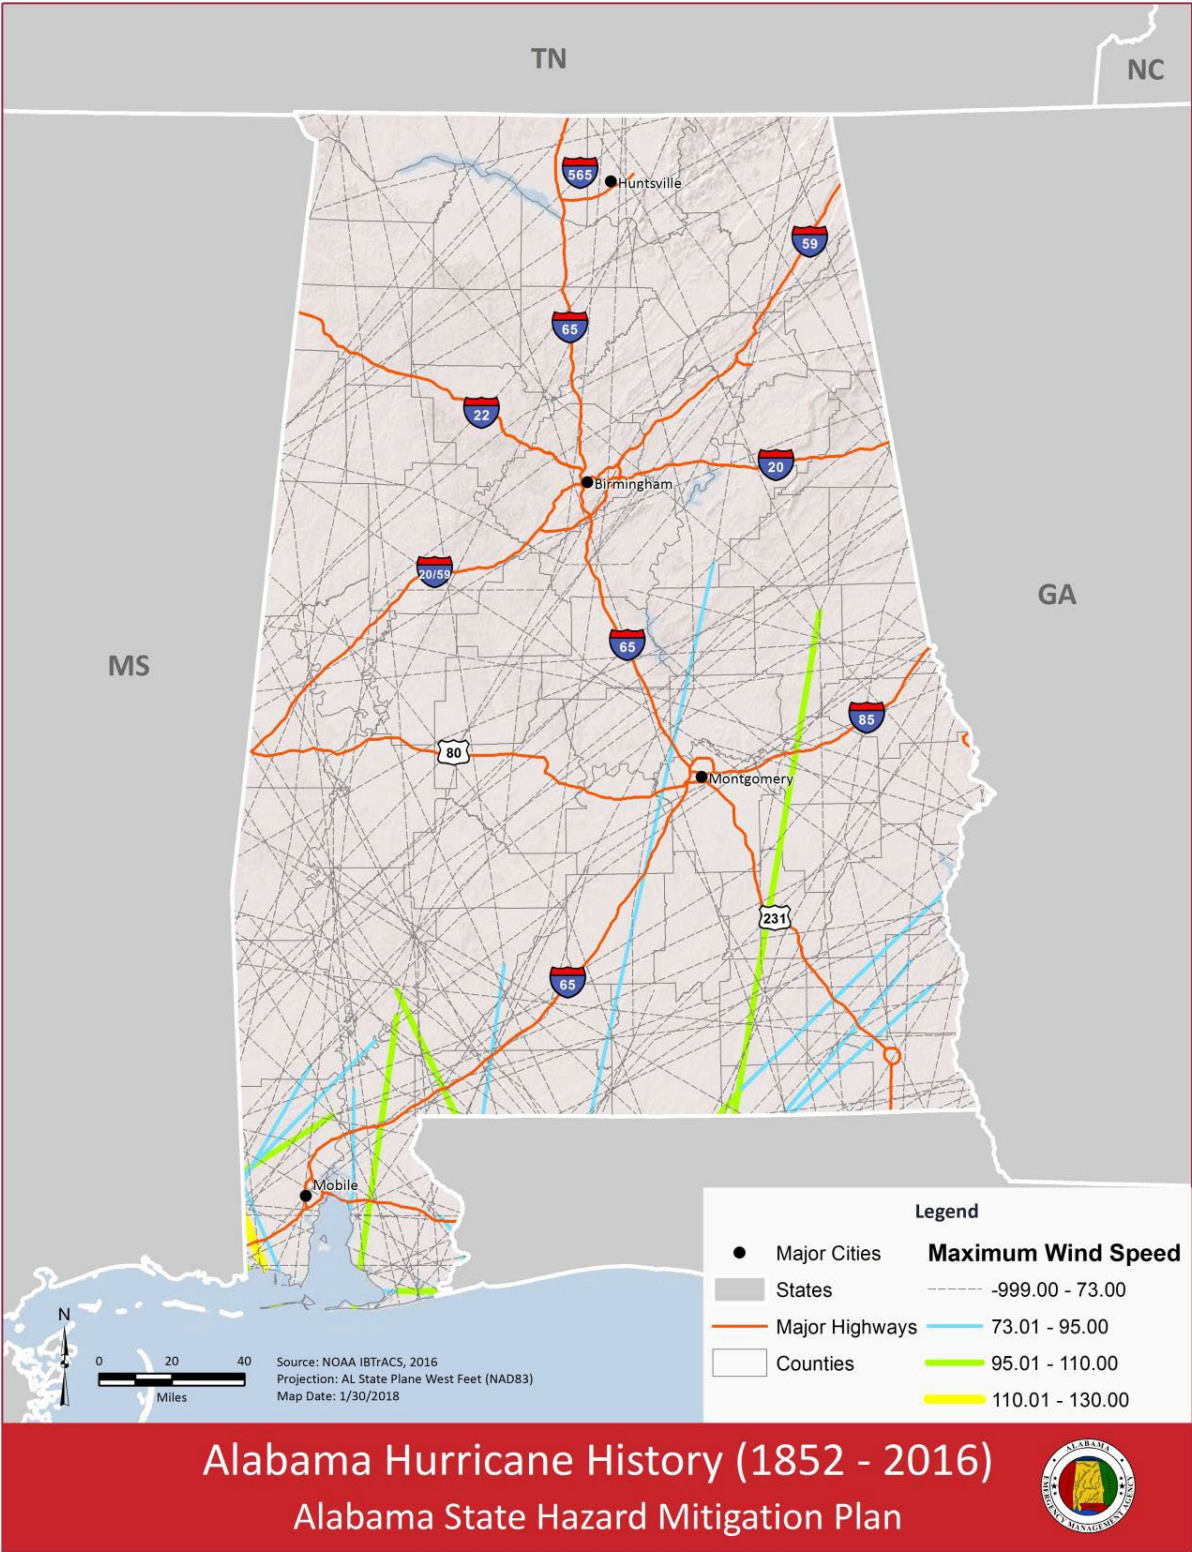 TN
NC
565
Huntsville
59
65
22
20
Birmingham
20/59
GA
65
MS
85
80
Montgomery
231
65
Mobile
Legend
Major Cities
Maximum Wind Speed
States
-999.00 - 73.00
Major Highways
73.01 - 95.00
Counties
95.01 - 110.00
110.01 - 130.00
N
0 20 40
Miles
Source: NOAA IBTrACS, 2016
Projection: AL State Plane West Feet (NAD83)
Map Date: 1/30/2018
Alabama Hurricane History (1852 - 2016)
Alabama State Hazard Mitigation Plan
ALABAMA
EMERGENCY MANAGEMENT AGENCY